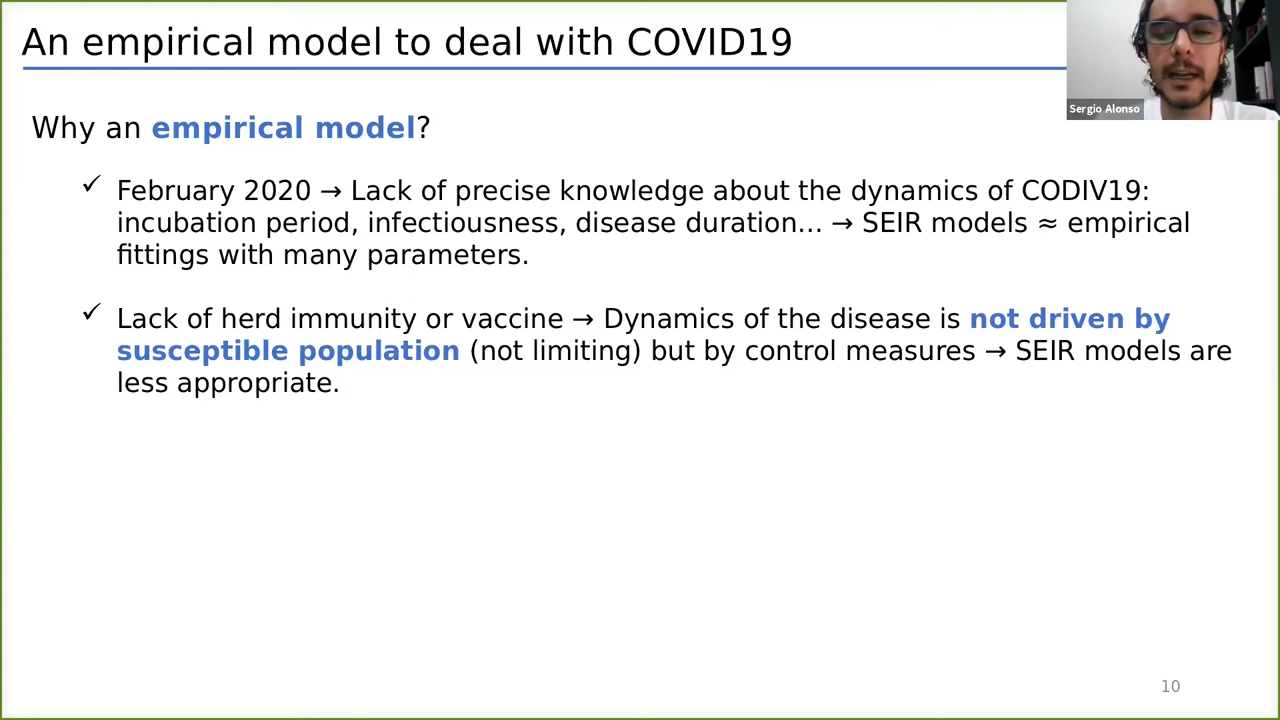 An empirical model to deal with COVID19
Sergio Alonso
Why an empirical model?
✓ February 2020 → Lack of precise knowledge about the dynamics of CODIV19:
incubation period, infectiousness, disease duration... → SEIR models ≈ empirical
fittings with many parameters.
✓ Lack of herd immunity or vaccine → Dynamics of the disease is not driven by
susceptible population (not limiting) but by control measures → SEIR models are
less appropriate.
10